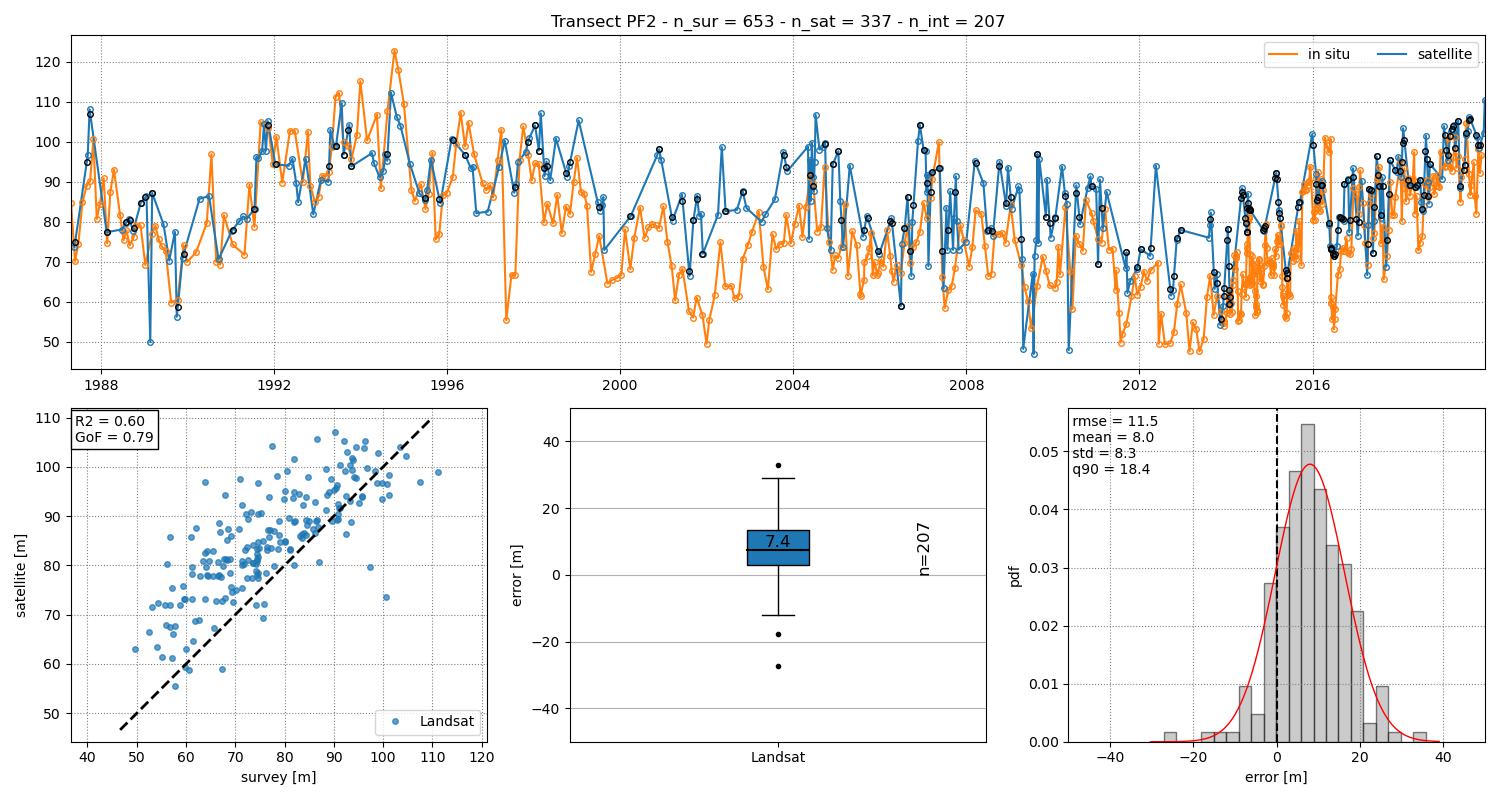 Transect PF2 - n_sur = 653 - n_sat = 337 - n_int = 207
in situ
satellite
120
110
100
90
80
70
60
50
1988
1992
1996
2000
2004
2008
2012
2016
R2 = 0.60
GoF = 0.79
110
100
90
80
70
60
50
satellite [m]
Landsat
40
50
60
70
80
90
100
110
120
survey [m]
40
20
0
−20
−40
error [m]
7.4
n=207
Landsat
rmse = 11.5
mean = 8.0
std = 8.3
q90 = 18.4
0.05
0.04
0.03
0.02
0.01
0.00
pdf
−40
−20
0
20
40
error [m]